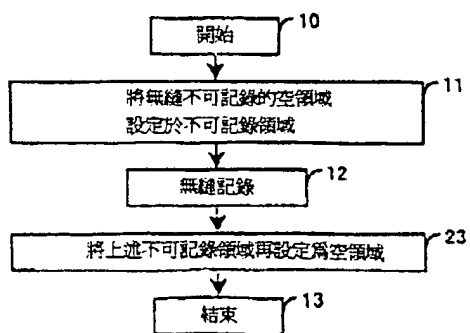 開始
10
將無縫不可記錄的空領域
設定於不可記錄領域
11
無縫記錄
12
將上述不可記錄領域再設定為空領域
23
結束
13